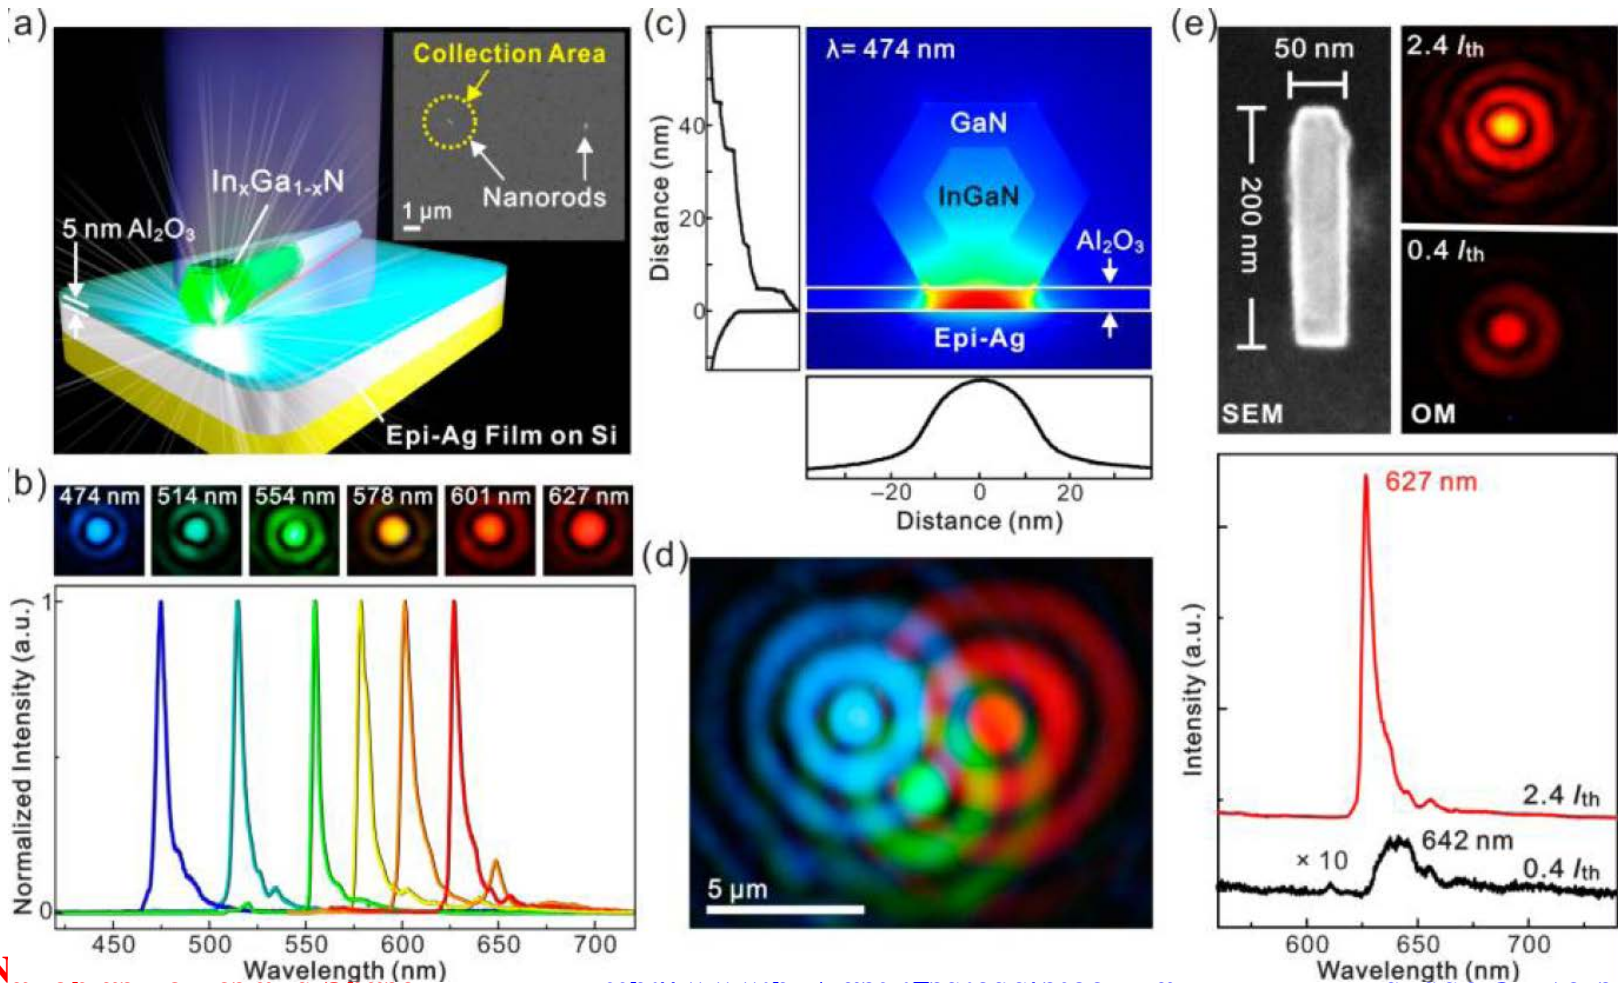 (a)
Collection Area
Nanorods
1 μm
InₓGa₁₋ₓN
5 nm Al₂O₃
Epi-Ag Film on Si
(b)
474 nm 514 nm 554 nm 578 nm 601 nm 627 nm
Normalized Intensity (a.u.)
1
0
450 500 550 600 650 700
Wavelength (nm)
(c)
Distance (nm)
40
20
0
λ= 474 nm
GaN
InGaN
Al₂O₃
Epi-Ag
−20 0 20
Distance (nm)
(d)
5 μm
(e)
50 nm
200 nm
SEM
2.4 Ith
0.4 Ith
OM
Intensity (a.u.)
627 nm
2.4 Ith
642 nm
× 10
0.4 Ith
600 650 700
Wavelength (nm)
N